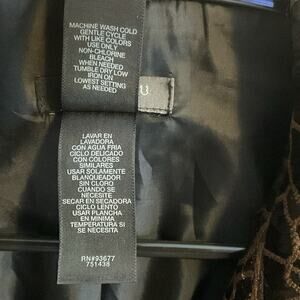 MACHINE WASH COLD
GENTLE CYCLE
WITH LIKE COLORS
USE ONLY
NON-CHLORINE
BLEACH
WHEN NEEDED
TUMBLE DRY LOW
IRON ON
LOWEST SETTING
AS NEEDED
U
LAVAR EN
LAVADORA
CON AGUA FRIA
CICLO DELICADO
CON COLORES
SIMILARES
USAR SOLAMENTE
BLANQUEADOR
SIN CLORO
CUANDO SE
NECESITE
SECAR EN SECADORA
CICLO LENTO
USAR PLANCHA
EN MINIMA
TEMPERATURA SI
SE NECESITA
RN#93677
751438